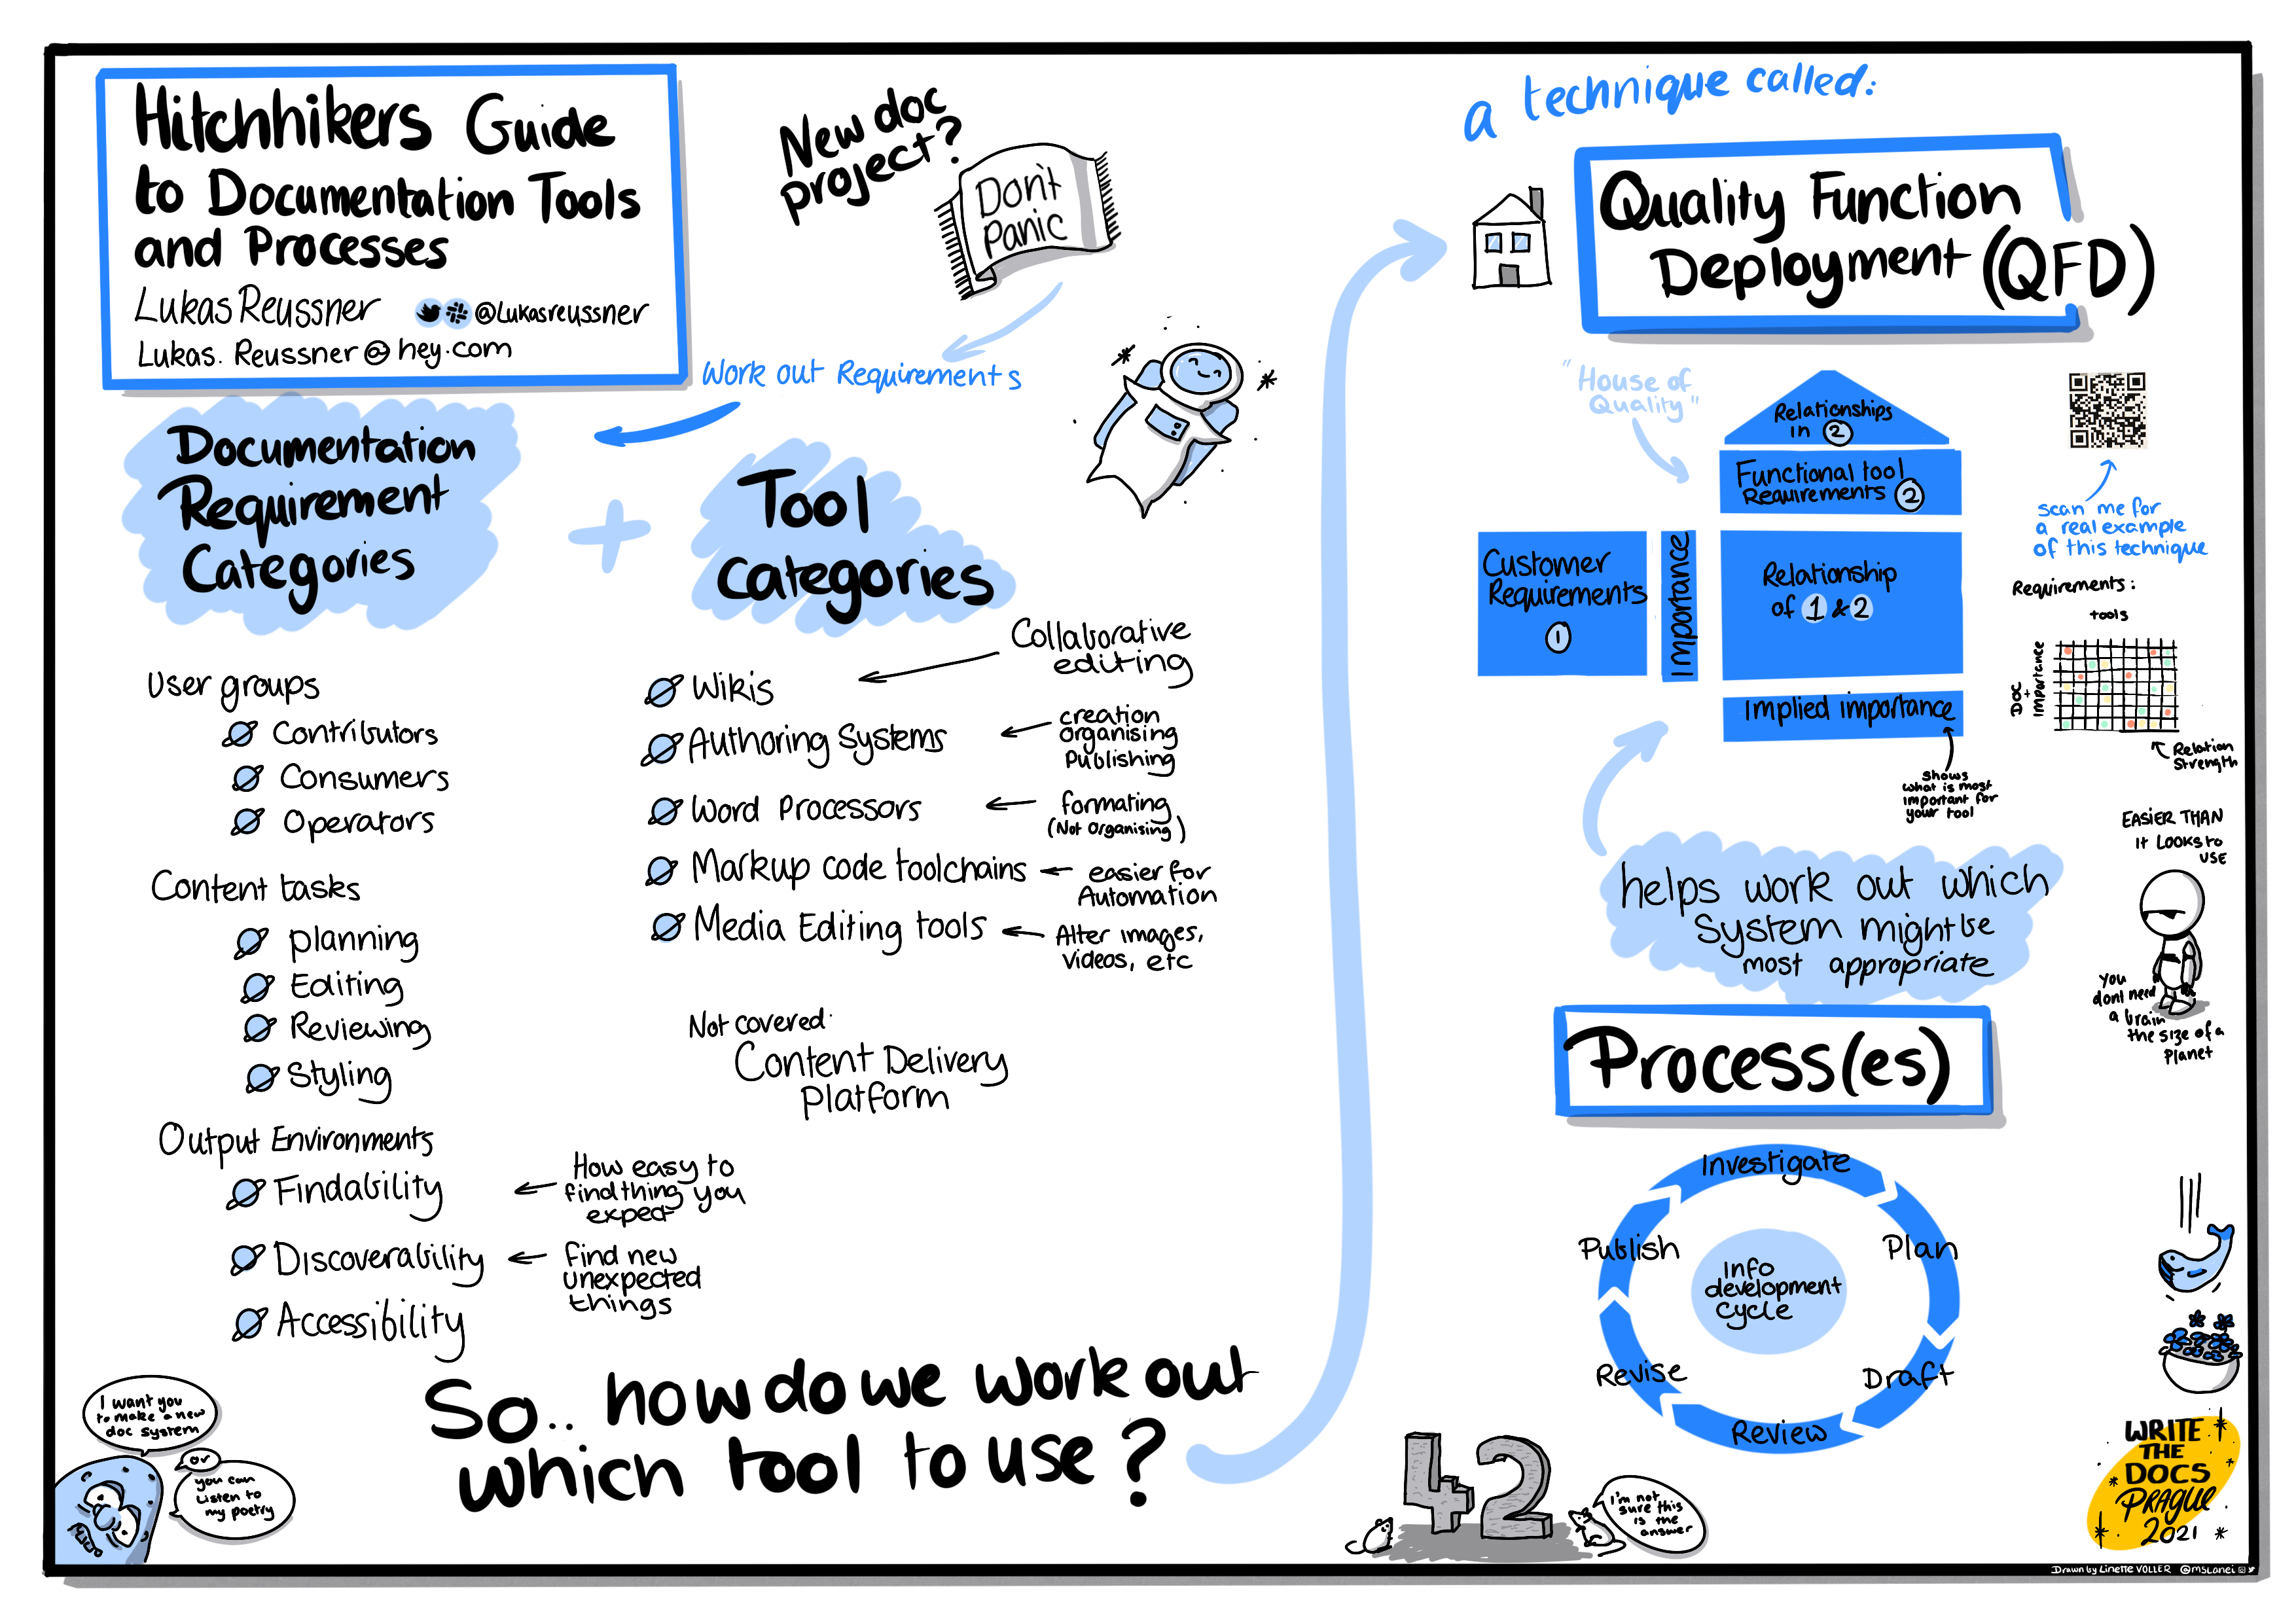 Hitchhikers Guide
to Documentation Tools
and Processes
Lukas Reussner @Lukasreussner
Lukas.Reussner@hey.com
New doc
project?
Don't
Panic
Work out Requirements
Documentation
Requirement
Categories
+
Tool
categories
User groups
Contributors
Consumers
Operators
Content tasks
planning
Editing
Reviewing
Styling
Output Environments
Findability
How easy to
find thing you
expect
Discoverability
find new
unexpected
things
Accessibility
Wikis
Collaborative
editing
Authoring Systems
creation
organising
Publishing
Word Processors
formating
(Not Organising)
Markup code toolchains
easier for
Automation
Media Editing tools
Alter images,
Videos, etc
Not covered:
Content Delivery
Platform
I want you
to make a new
doc system
or
you can
Listen to
my poetry
So.. how do we work out
which tool to use?
a technique called:
Quality Function
Deployment (QFD)
"House of
Quality"
Relationships
in 2
Functional tool
Requirements 2
Customer
Requirements
1
Importance
Relationship
of 1 & 2
Implied importance
shows
what is most
important for
your tool
scan me for
a real example
of this technique
Requirements:
tools
Doc
+
importance
Relation
Strength
EASIER THAN
it LOOKS to
USE
you
dont need
a brain
the size of a
planet
helps work out which
System might be
most appropriate
Process(es)
Investigate
Plan
Draft
Review
Revise
Publish
Info
development
cycle
42
I'm not
sure this
is the
answer
WRITE
THE
DOCS
PRAGUE
2021
Drawn by Linette VOLLER @mslanei